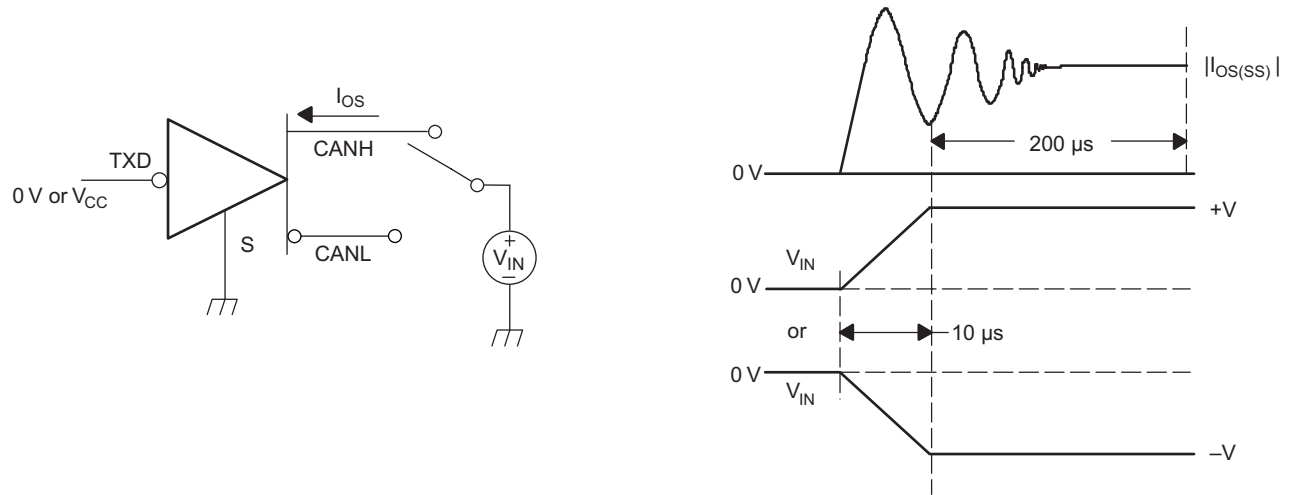 I_OS
CANH
TXD
0 V or V_CC
S
CANL
+
V_IN
–
|I_OS(SS) |
200 µs
0 V
+V
V_IN
0 V
or
10 µs
0 V
V_IN
–V